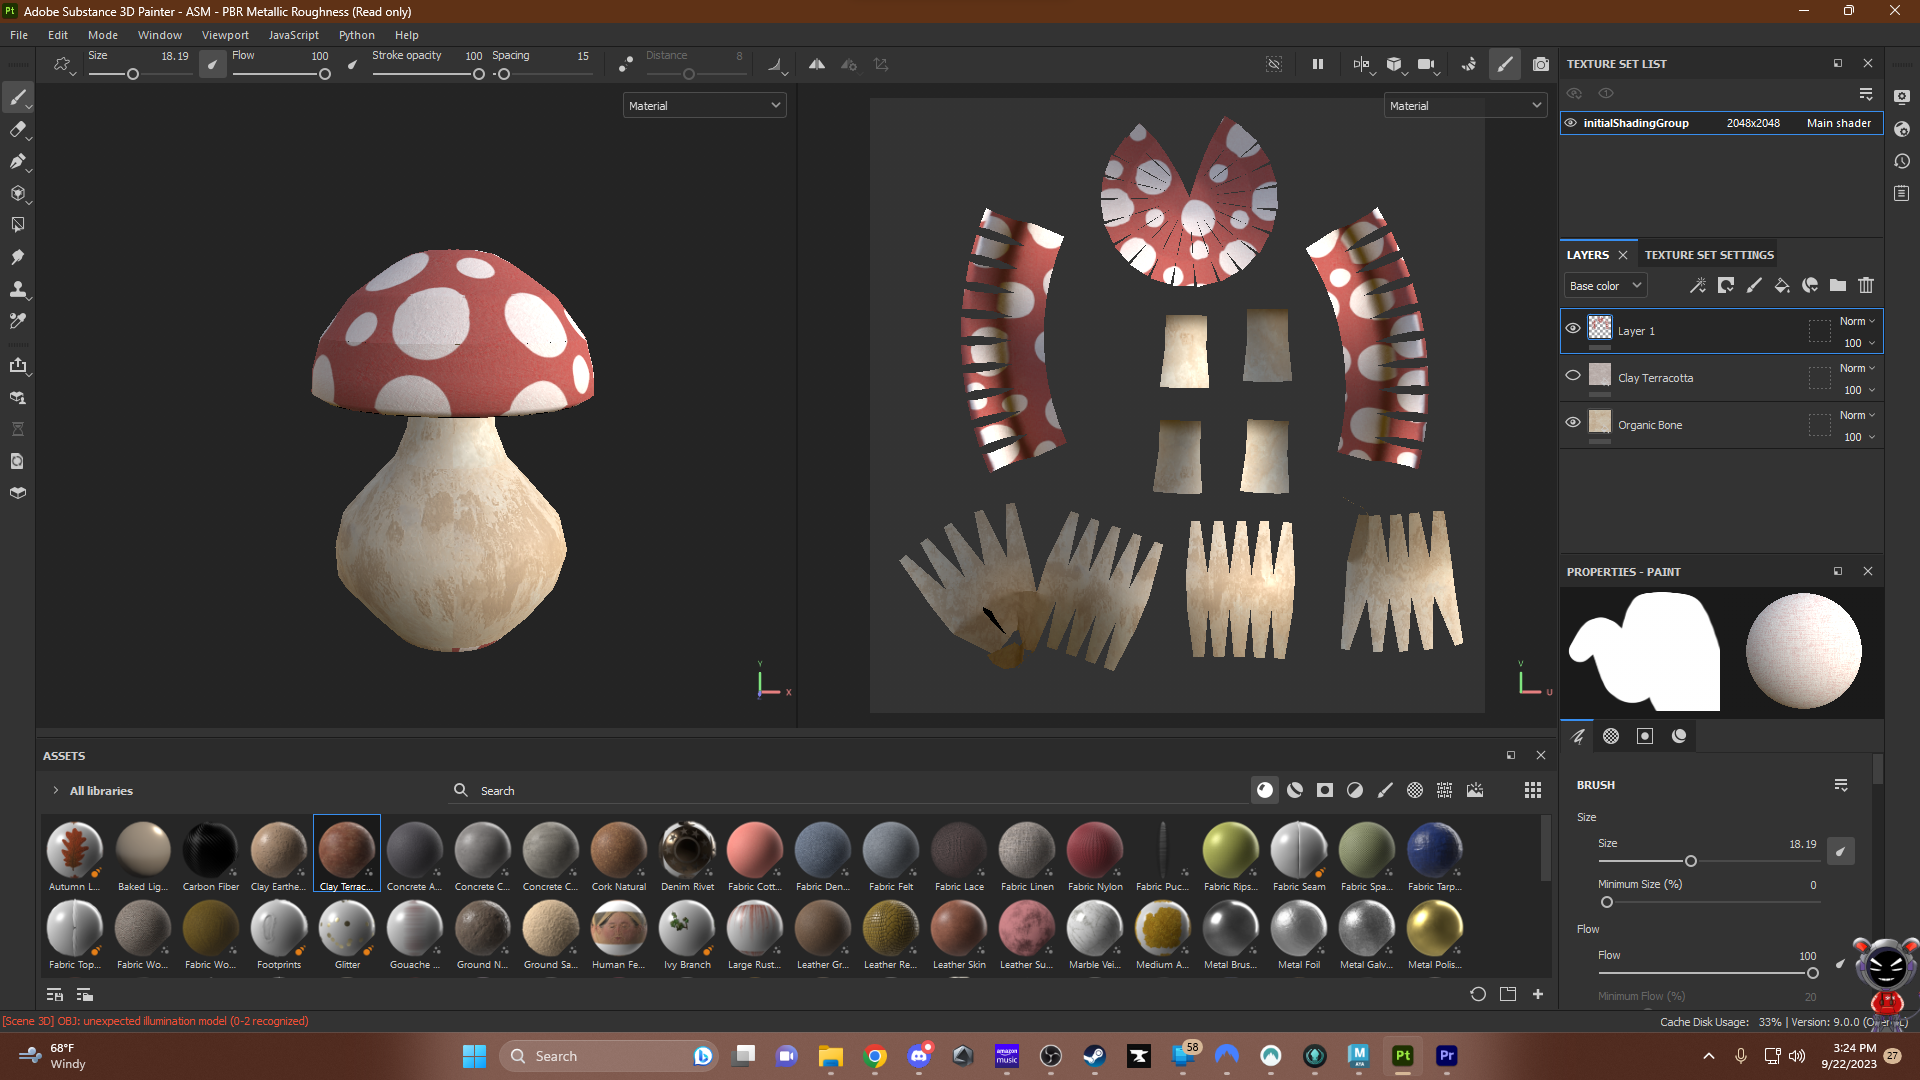 Pt Adobe Substance 3D Painter - ASM - PBR Metallic Roughness (Read only)
File Edit Mode Window Viewport JavaScript Python Help
Size 18.19 Flow 100 Stroke opacity 100 Spacing 15 Distance 8
Material
Material
Y
X
V
U
TEXTURE SET LIST
initialShadingGroup 2048x2048 Main shader
LAYERS TEXTURE SET SETTINGS
Base color
Layer 1 Norm 100
Clay Terracotta Norm 100
Organic Bone Norm 100
PROPERTIES - PAINT
BRUSH
Size
Size 18.19
Minimum Size (%) 0
Flow
Flow 100
Minimum Flow (%) 20
ASSETS
All libraries Search
Autumn L... Baked Lig... Carbon Fiber Clay Earthe... Clay Terrac... Concrete A... Concrete C... Concrete C... Cork Natural Denim Rivet Fabric Cott... Fabric Den... Fabric Felt Fabric Lace Fabric Linen Fabric Nylon Fabric Puc... Fabric Rips... Fabric Seam Fabric Spa... Fabric Tarp...
Fabric Top... Fabric Wo... Fabric Wo... Footprints Glitter Gouache ... Ground N... Ground Sa... Human Fe... Ivy Branch Large Rust... Leather Gr... Leather Re... Leather Skin Leather Su... Marble Vei... Medium A... Metal Brus... Metal Foil Metal Galv... Metal Polis...
[Scene 3D] OBJ: unexpected illumination model (0-2 recognized)
Cache Disk Usage: 33% | Version: 9.0.0
68°F
Windy
Search
amazon music
58
M
Pt
Pr
3:24 PM
9/22/2023
27